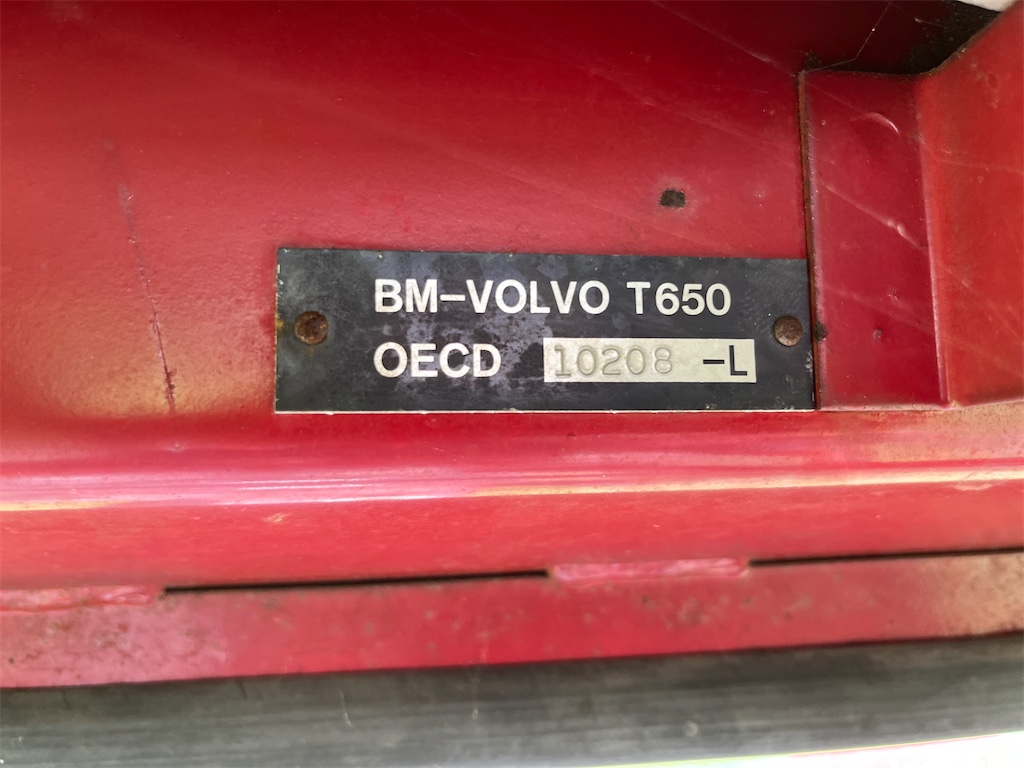 BM-VOLVO T650
OECD 10208 -L